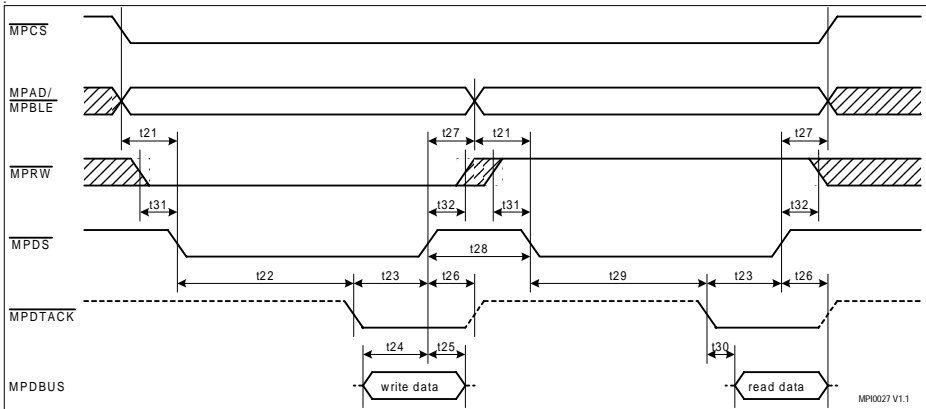 MPCS
MPAD/
MPBLE
t21 t27 t21 t27
MPRW
t31 t32 t31 t32
MPDS
t28
t22 t23 t26 t29 t23 t26
MPDTACK
t24 t25 t30
MPDBUS write data read data
MPI0027 V1.1